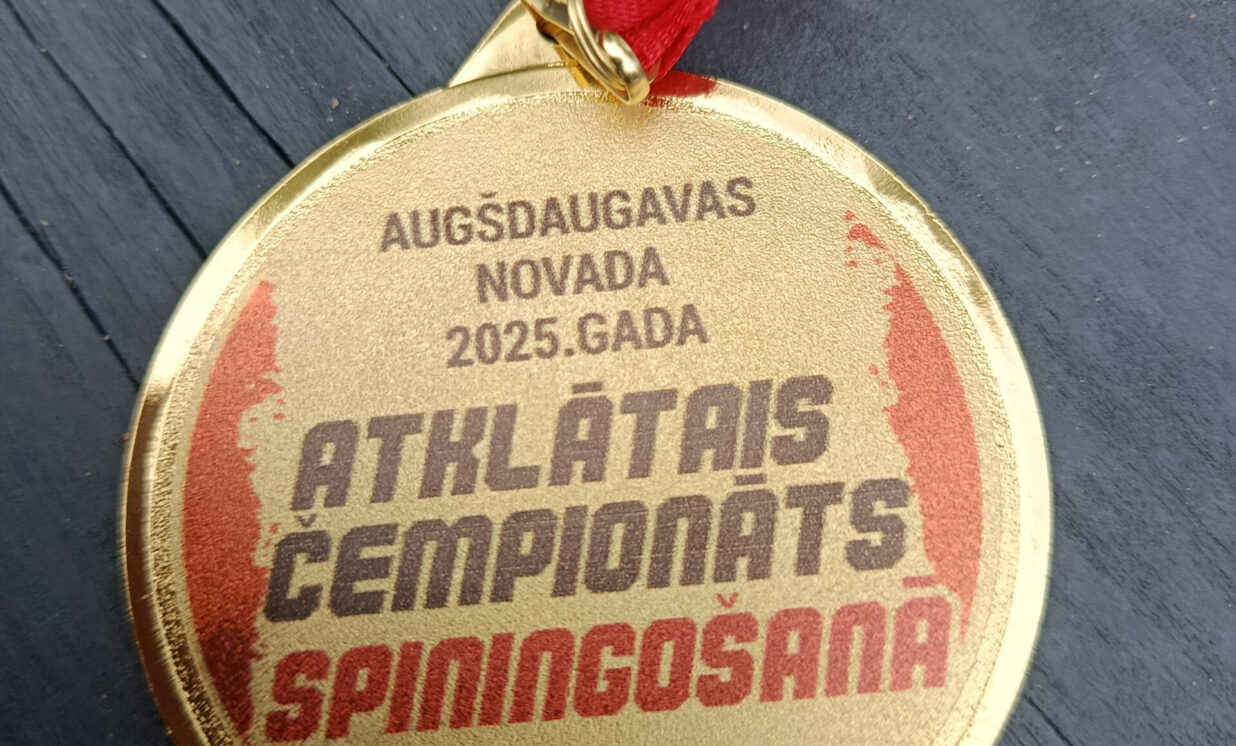 AUGŠDAUGAVAS
NOVADA
2025.GADA
ATKLĀTAIS
ČEMPIONĀTS
SPININGOŠANĀ